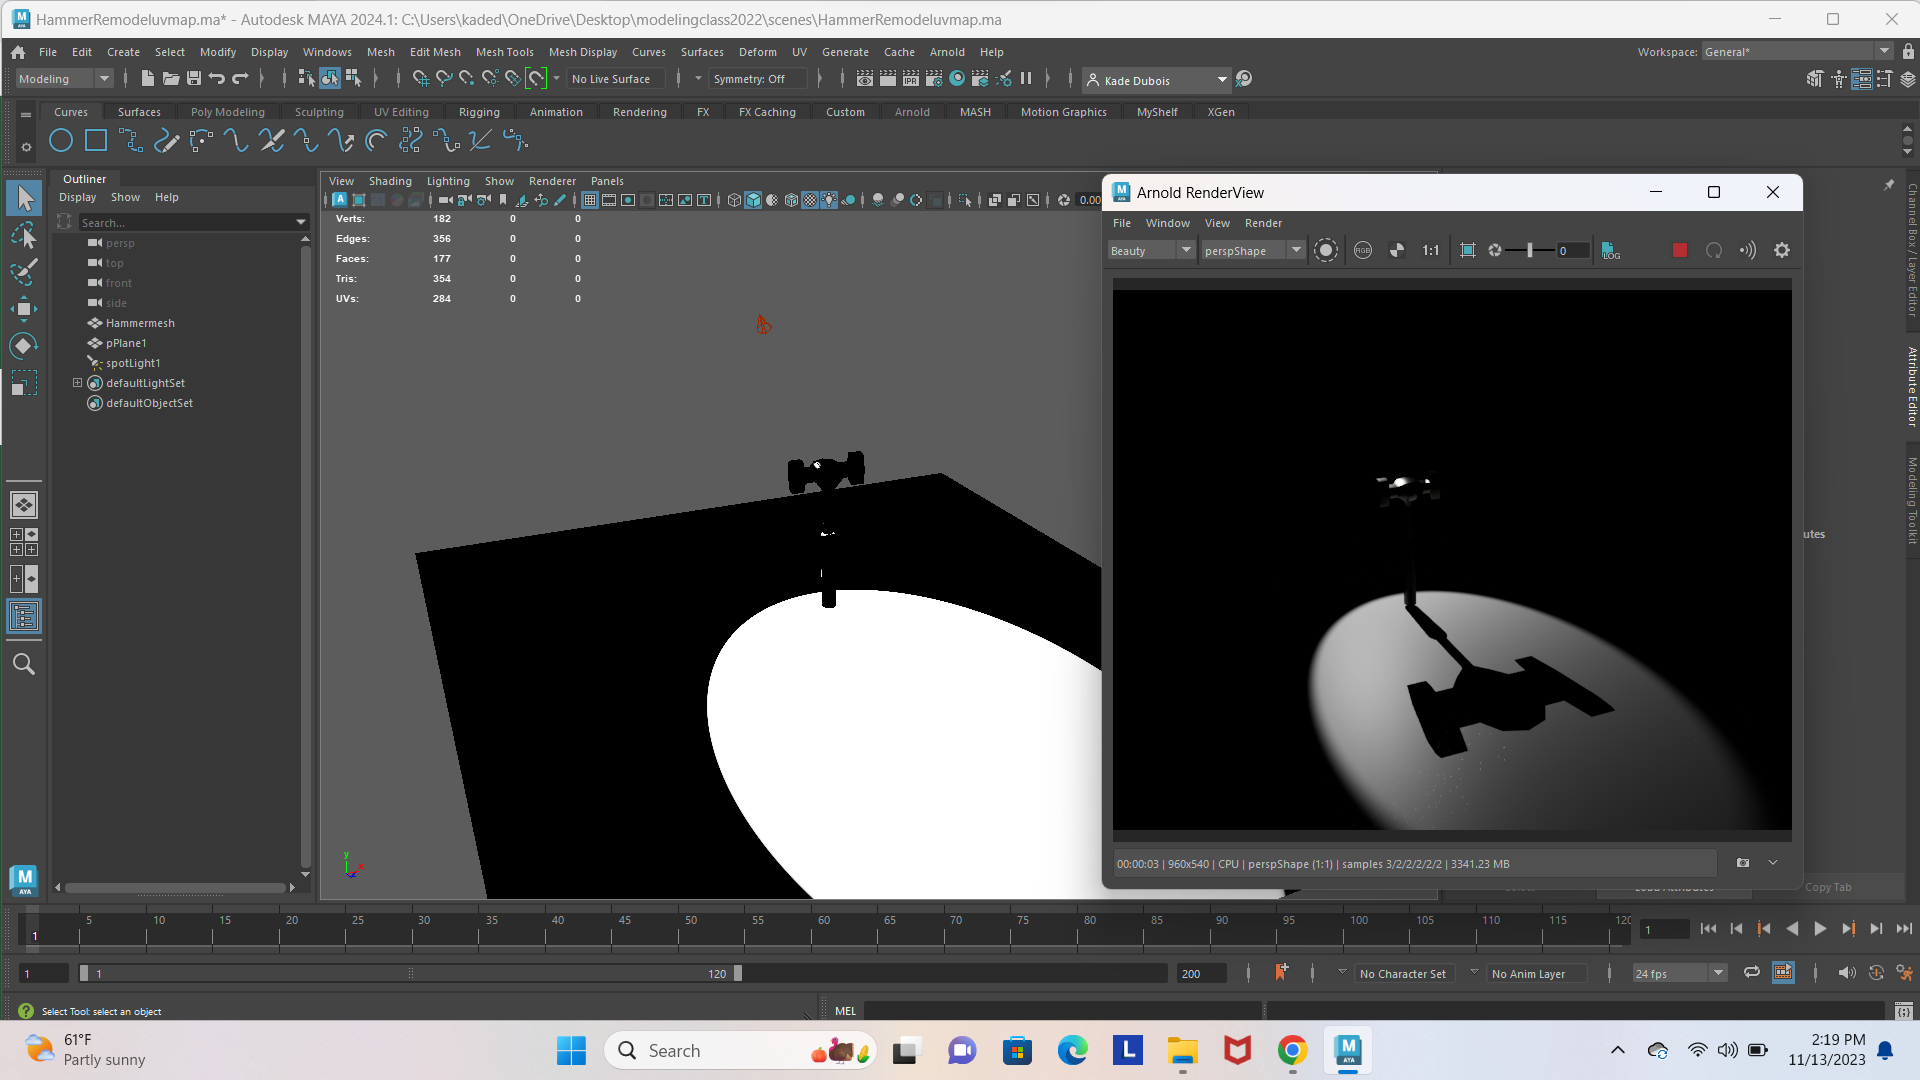 HammerRemodeluvmap.ma* - Autodesk MAYA 2024.1: C:\Users\kaded\OneDrive\Desktop\modelingclass2022\scenes\HammerRemodeluvmap.ma
File Edit Create Select Modify Display Windows Mesh Edit Mesh Mesh Tools Mesh Display Curves Surfaces Deform UV Generate Cache Arnold Help
Workspace: General*
Modeling No Live Surface Symmetry: Off IPR Kade Dubois
Curves Surfaces Poly Modeling Sculpting UV Editing Rigging Animation Rendering FX FX Caching Custom Arnold MASH Motion Graphics MyShelf XGen
Outliner
Display Show Help
Search...
persp
top
front
side
Hammermesh
pPlane1
spotLight1
defaultLightSet
defaultObjectSet
View Shading Lighting Show Renderer Panels
0.00
Verts: 182 0 0
Edges: 356 0 0
Faces: 177 0 0
Tris: 354 0 0
UVs: 284 0 0
y
x
Arnold RenderView
File Window View Render
Beauty perspShape RGB 1:1 0 LOG
00:00:03 | 960x540 | CPU | perspShape (1:1) | samples 3/2/2/2/2/2 | 3341.23 MB
Channel Box / Layer Editor
Attribute Editor
Modeling Toolkit
utes
Load Attributes
Copy Tab
M
AYA
5 10 15 20 25 30 35 40 45 50 55 60 65 70 75 80 85 90 95 100 105 110 115 120
1
1
1 1 120 200 No Character Set No Anim Layer 24 fps
Select Tool: select an object
MEL
61°F
Partly sunny
Search
L
M
AYA
2:19 PM
11/13/2023